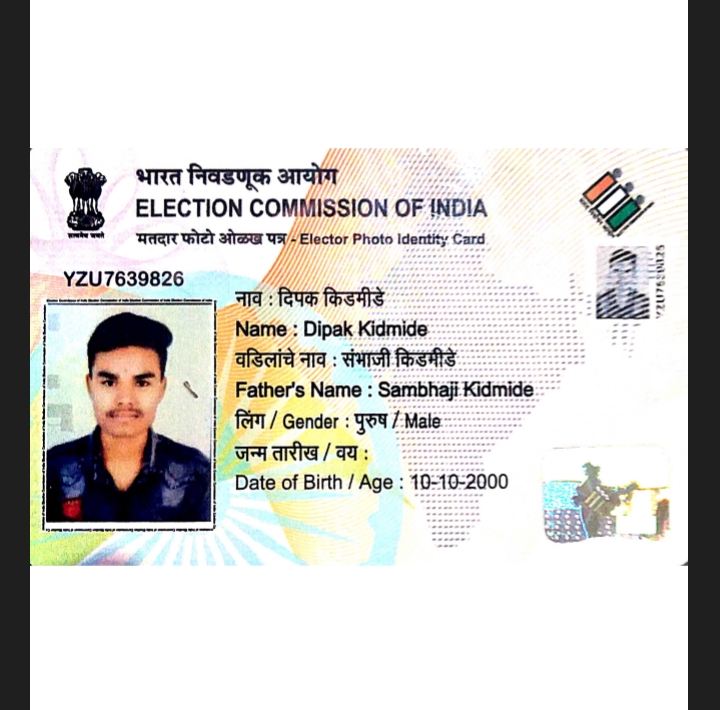 भारत निवडणूक आयोग
ELECTION COMMISSION OF INDIA
मतदार फोटो ओळख पत्र - Elector Photo Identity Card
सत्यमेव जयते
YZU7639826
नाव : दिपक किडमीडे
Name : Dipak Kidmide
वडिलांचे नाव : संभाजी किडमीडे
Father's Name : Sambhaji Kidmide
लिंग / Gender : पुरुष / Male
जन्म तारीख / वय :
Date of Birth / Age : 10-10-2000